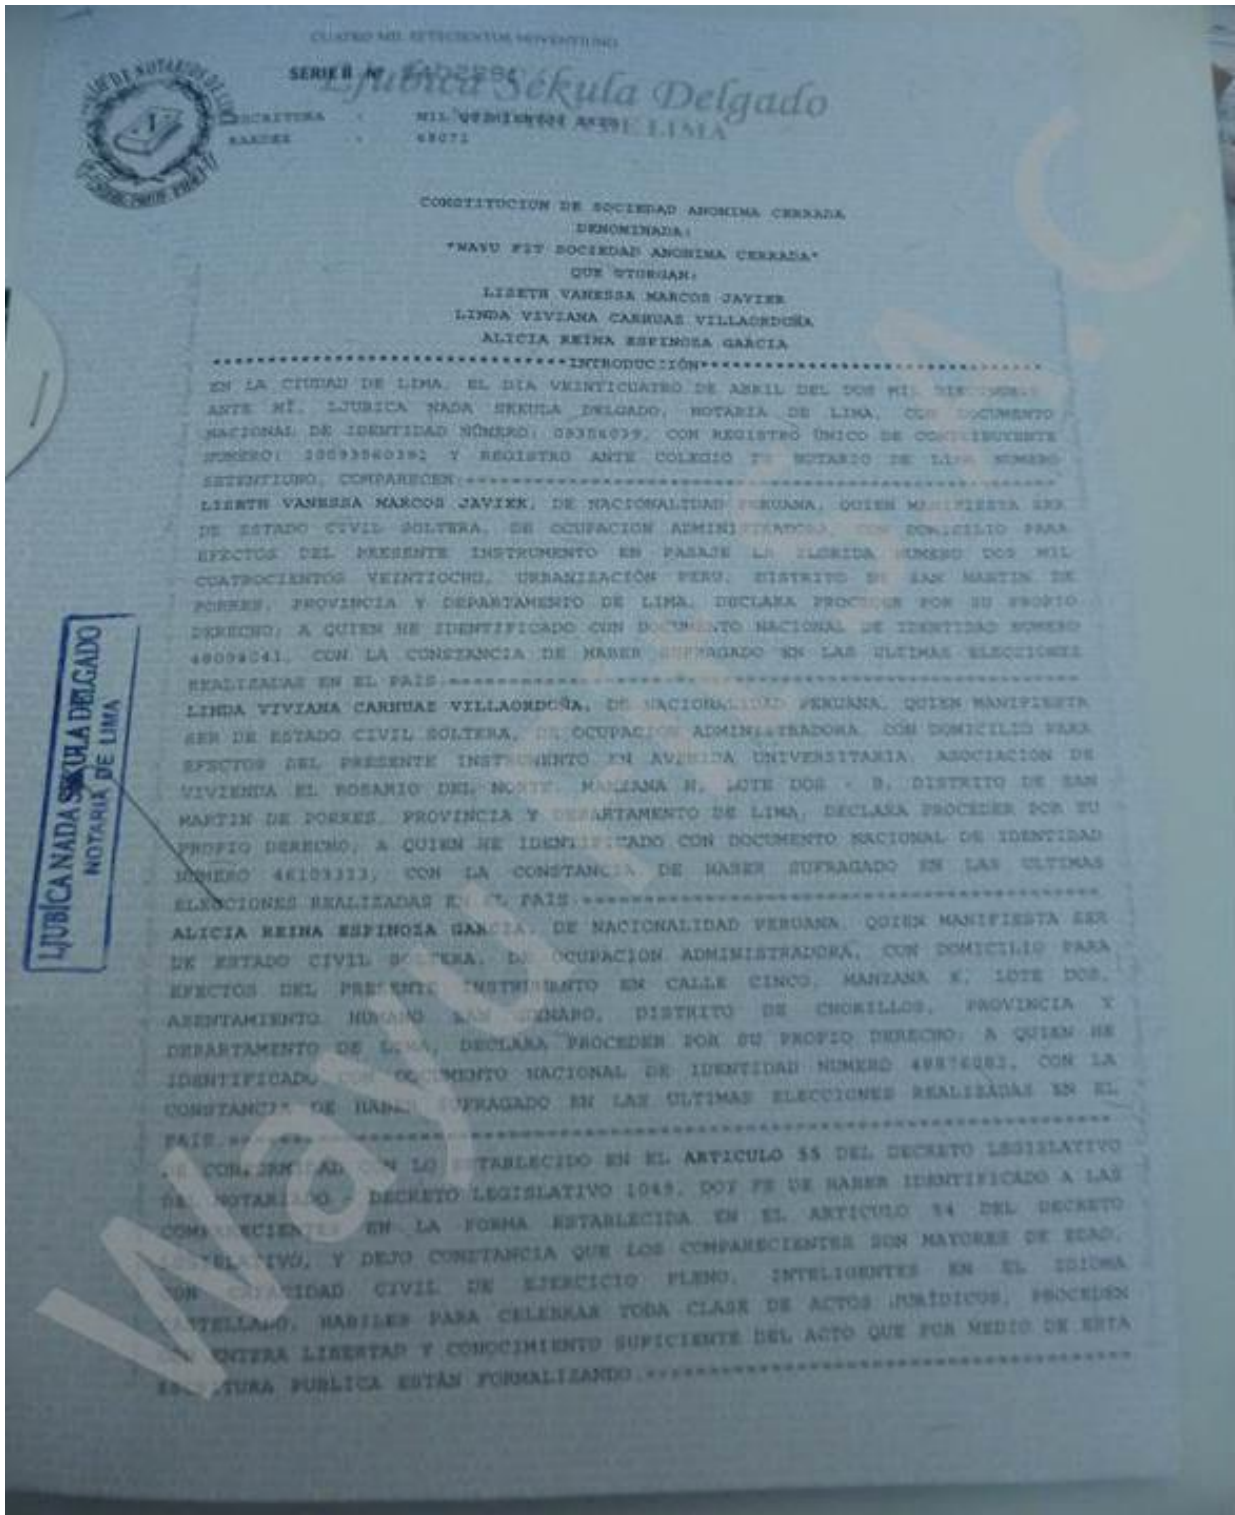 CUATRO MIL SETECIENTOS NOVENTIUNO
SERIE B Nº
Ljubica Sékula Delgado
DE LIMA
ESCRITURA : MIL QUINIENTOS
KARDEX : 68071
CONSTITUCION DE SOCIEDAD ANONIMA CERRADA
DENOMINADA:
"WAYU FIT SOCIEDAD ANONIMA CERRADA"
QUE OTORGAN:
LIZETH VANESSA MARCOS JAVIER
LINDA VIVIANA CARHUAZ VILLAORDOÑA
ALICIA REINA ESPINOZA GARCIA
INTRODUCCIÓN
EN LA CIUDAD DE LIMA, EL DIA VEINTICUATRO DE ABRIL DEL DOS MIL
ANTE MÍ, LJUBICA NADA SEKULA DELGADO, NOTARIA DE LIMA, CON DOCUMENTO
NACIONAL DE IDENTIDAD NÚMERO: CON REGISTRO ÚNICO DE CONTRIBUYENTE
NUMERO: Y REGISTRO ANTE COLEGIO DE NOTARIO DE LIMA NUMERO
SETENTIUNO, COMPARECEN:
LIZETH VANESSA MARCOS JAVIER, DE NACIONALIDAD PERUANA, QUIEN MANIFIESTA SER
DE ESTADO CIVIL SOLTERA, DE OCUPACION ADMINISTRADORA, CON DOMICILIO PARA
EFECTOS DEL PRESENTE INSTRUMENTO EN PASAJE LA FLORIDA NUMERO DOS MIL
CUATROCIENTOS VEINTIOCHO, URBANIZACIÓN PERU, DISTRITO DE SAN MARTIN DE
PORRES, PROVINCIA Y DEPARTAMENTO DE LIMA, DECLARA PROCEDER POR SU PROPIO
DERECHO; A QUIEN HE IDENTIFICADO CON DOCUMENTO NACIONAL DE IDENTIDAD NUMERO
CON LA CONSTANCIA DE HABER SUFRAGADO EN LAS ULTIMAS ELECCIONES
REALIZADAS EN EL PAIS.
LINDA VIVIANA CARHUAZ VILLAORDOÑA, DE NACIONALIDAD PERUANA, QUIEN MANIFIESTA
SER DE ESTADO CIVIL SOLTERA, DE OCUPACION ADMINISTRADORA, CON DOMICILIO PARA
EFECTOS DEL PRESENTE INSTRUMENTO EN AVENIDA UNIVERSITARIA, ASOCIACION DE
VIVIENDA EL ROSARIO DEL NORTE, MANZANA LOTE DOS - B, DISTRITO DE SAN
MARTIN DE PORRES, PROVINCIA Y DEPARTAMENTO DE LIMA, DECLARA PROCEDER POR SU
PROPIO DERECHO; A QUIEN HE IDENTIFICADO CON DOCUMENTO NACIONAL DE IDENTIDAD
NUMERO CON LA CONSTANCIA DE HABER SUFRAGADO EN LAS ULTIMAS
ELECCIONES REALIZADAS EN EL PAIS.
ALICIA REINA ESPINOZA GARCIA, DE NACIONALIDAD PERUANA, QUIEN MANIFIESTA SER
DE ESTADO CIVIL SOLTERA, DE OCUPACION ADMINISTRADORA, CON DOMICILIO PARA
EFECTOS DEL PRESENTE INSTRUMENTO EN CALLE CINCO, MANZANA LOTE DOS,
ASENTAMIENTO HUMANO SAN GENARO, DISTRITO DE CHORILLOS, PROVINCIA Y
DEPARTAMENTO DE LIMA, DECLARA PROCEDER POR SU PROPIO DERECHO; A QUIEN HE
IDENTIFICADO CON DOCUMENTO NACIONAL DE IDENTIDAD NUMERO CON LA
CONSTANCIA DE HABER SUFRAGADO EN LAS ULTIMAS ELECCIONES REALIZADAS EN EL
PAIS.
DE CONFORMIDAD CON LO ESTABLECIDO EN EL ARTICULO 55 DEL DECRETO LEGISLATIVO
DEL NOTARIADO - DECRETO LEGISLATIVO 1049, DOY FE DE HABER IDENTIFICADO A LAS
COMPARECIENTES EN LA FORMA ESTABLECIDA EN EL ARTICULO 54 DEL DECRETO
LEGISLATIVO, Y DEJO CONSTANCIA QUE LOS COMPARECIENTES SON MAYORES DE EDAD,
CON CAPACIDAD CIVIL DE EJERCICIO PLENO, INTELIGENTES EN EL IDIOMA
CASTELLANO, HABILES PARA CELEBRAR TODA CLASE DE ACTOS JURÍDICOS, PROCEDEN
CON ENTERA LIBERTAD Y CONOCIMIENTO SUFICIENTE DEL ACTO QUE POR MEDIO DE ESTA
ESCRITURA PUBLICA ESTÁN FORMALIZANDO.
LJUBICA NADA SEKULA DELGADO
NOTARIA DE LIMA